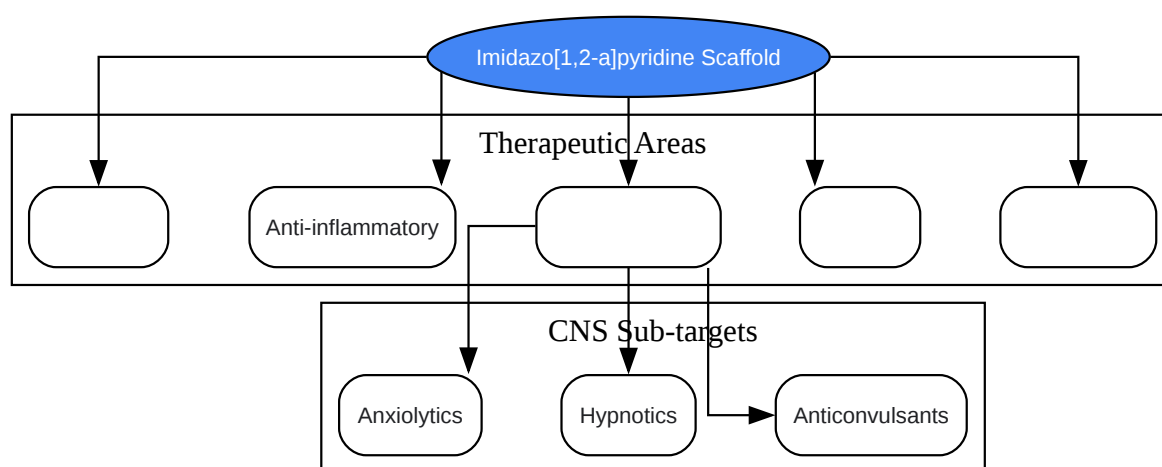 Imidazo[1,2-a]pyridine Scaffold
Therapeutic Areas
Anti-inflammatory
CNS Sub-targets
Anxiolytics
Hypnotics
Anticonvulsants